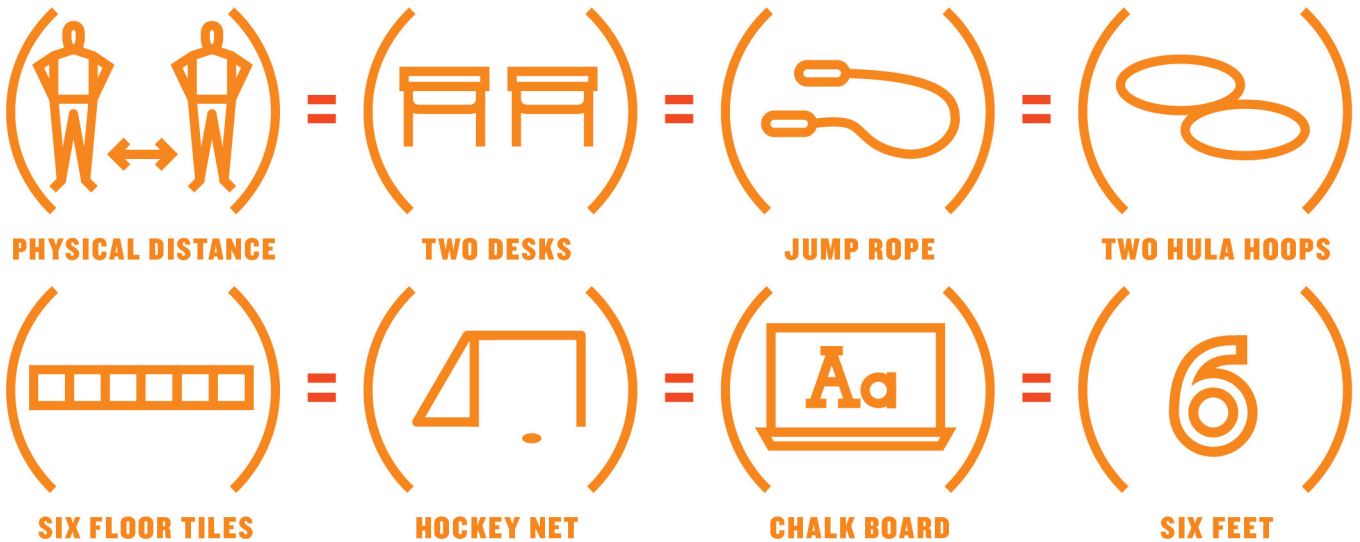 = = =
PHYSICAL DISTANCE TWO DESKS JUMP ROPE TWO HULA HOOPS
= = Aa = 6
SIX FLOOR TILES HOCKEY NET CHALK BOARD SIX FEET